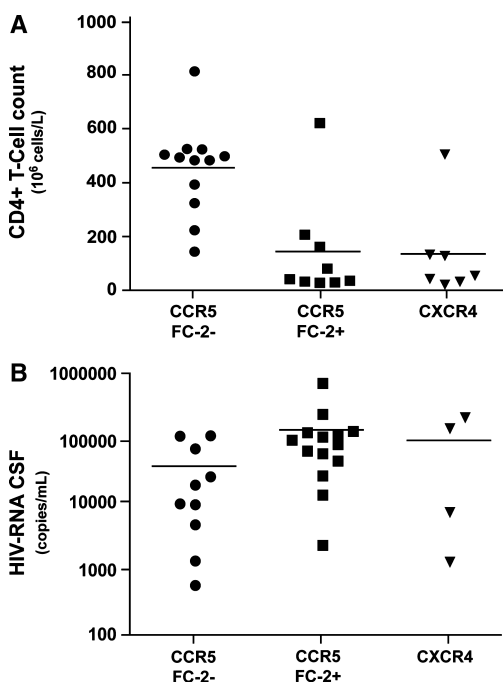 A
CD4+ T-Cell count
(10⁶ cells/L)
1000
800
600
400
200
0
CCR5
FC-2-
CCR5
FC-2+
CXCR4
B
HIV-RNA CSF
(copies/mL)
1000000
100000
10000
1000
100
CCR5
FC-2-
CCR5
FC-2+
CXCR4